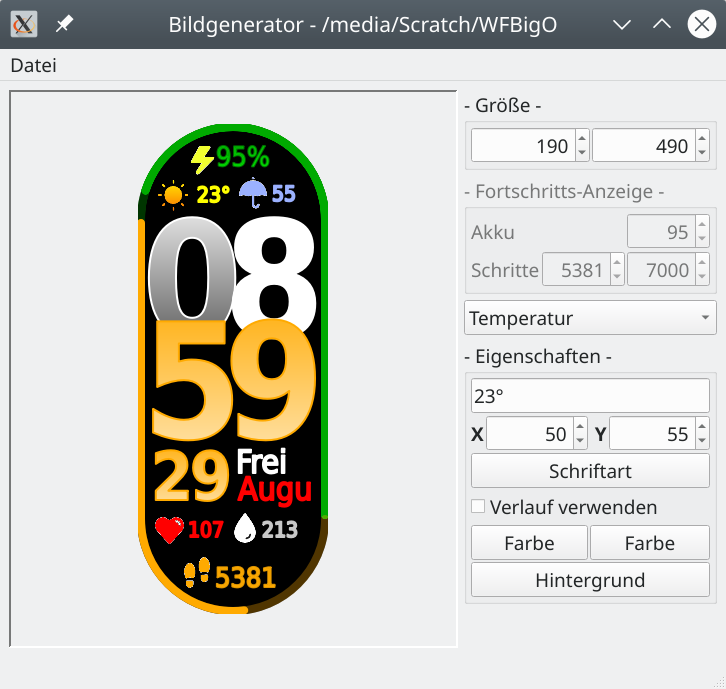 Bildgenerator - /media/Scratch/WFBigO
Datei
95%
23° 55
08
59
29 Frei
Augu
107 213
5381
- Größe -
190 490
- Fortschritts-Anzeige -
Akku 95
Schritte 5381 7000
Temperatur
- Eigenschaften -
23°
X 50 Y 55
Schriftart
Verlauf verwenden
Farbe Farbe
Hintergrund